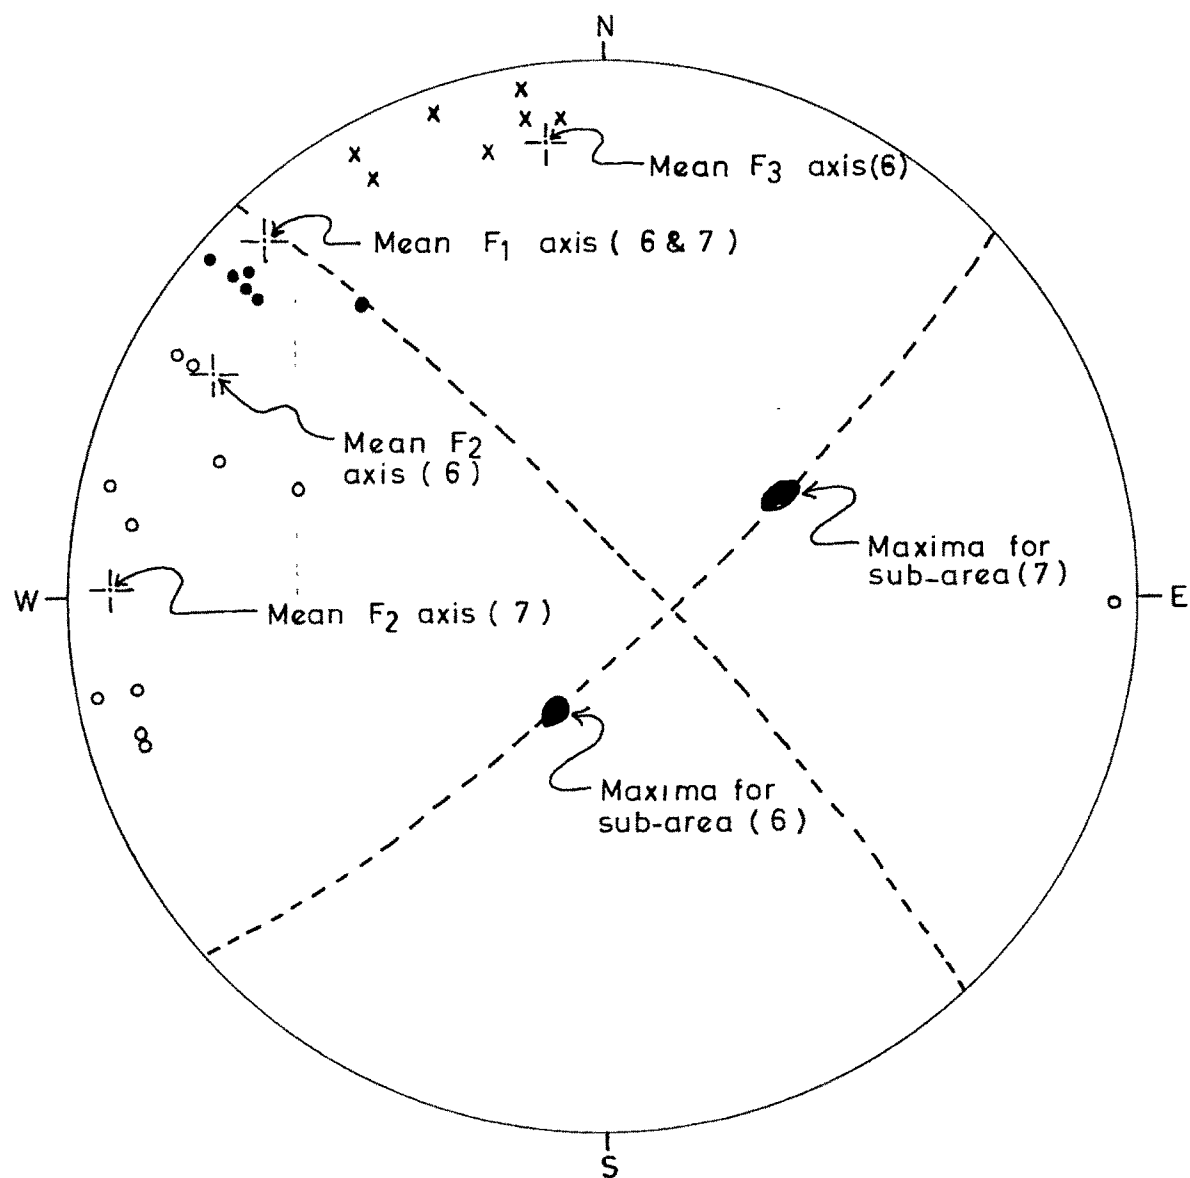 N
Mean F3 axis(6)
Mean F1 axis ( 6 & 7 )
Mean F2
axis ( 6 )
Maxima for
sub-area (7)
W
E
Mean F2 axis ( 7 )
Maxima for
sub-area ( 6 )
S